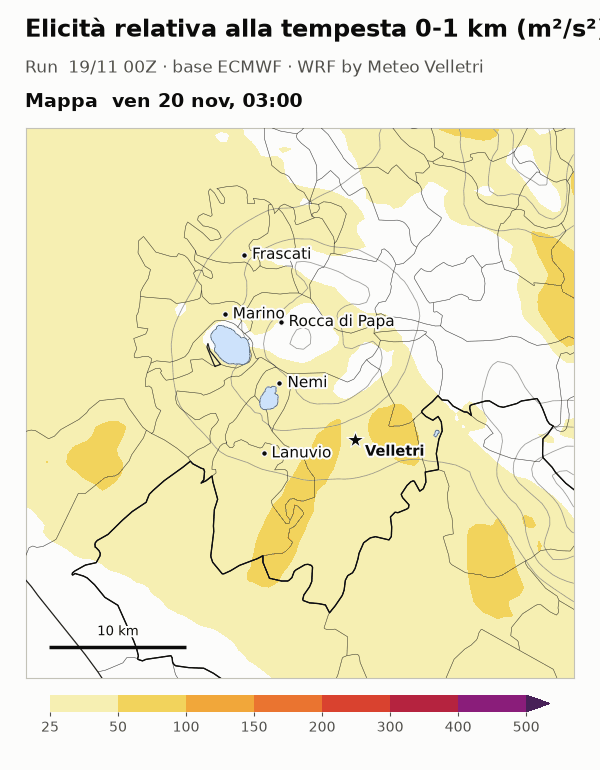 Elicità relativa alla tempesta 0-1 km (m²/s²)
Run  19/11 00Z · base ECMWF · WRF by Meteo Velletri
Mappa  ven 20 nov, 03:00
Frascati
Marino
Rocca di Papa
Nemi
Lanuvio
Velletri
10 km
25 50 100 150 200 300 400 500